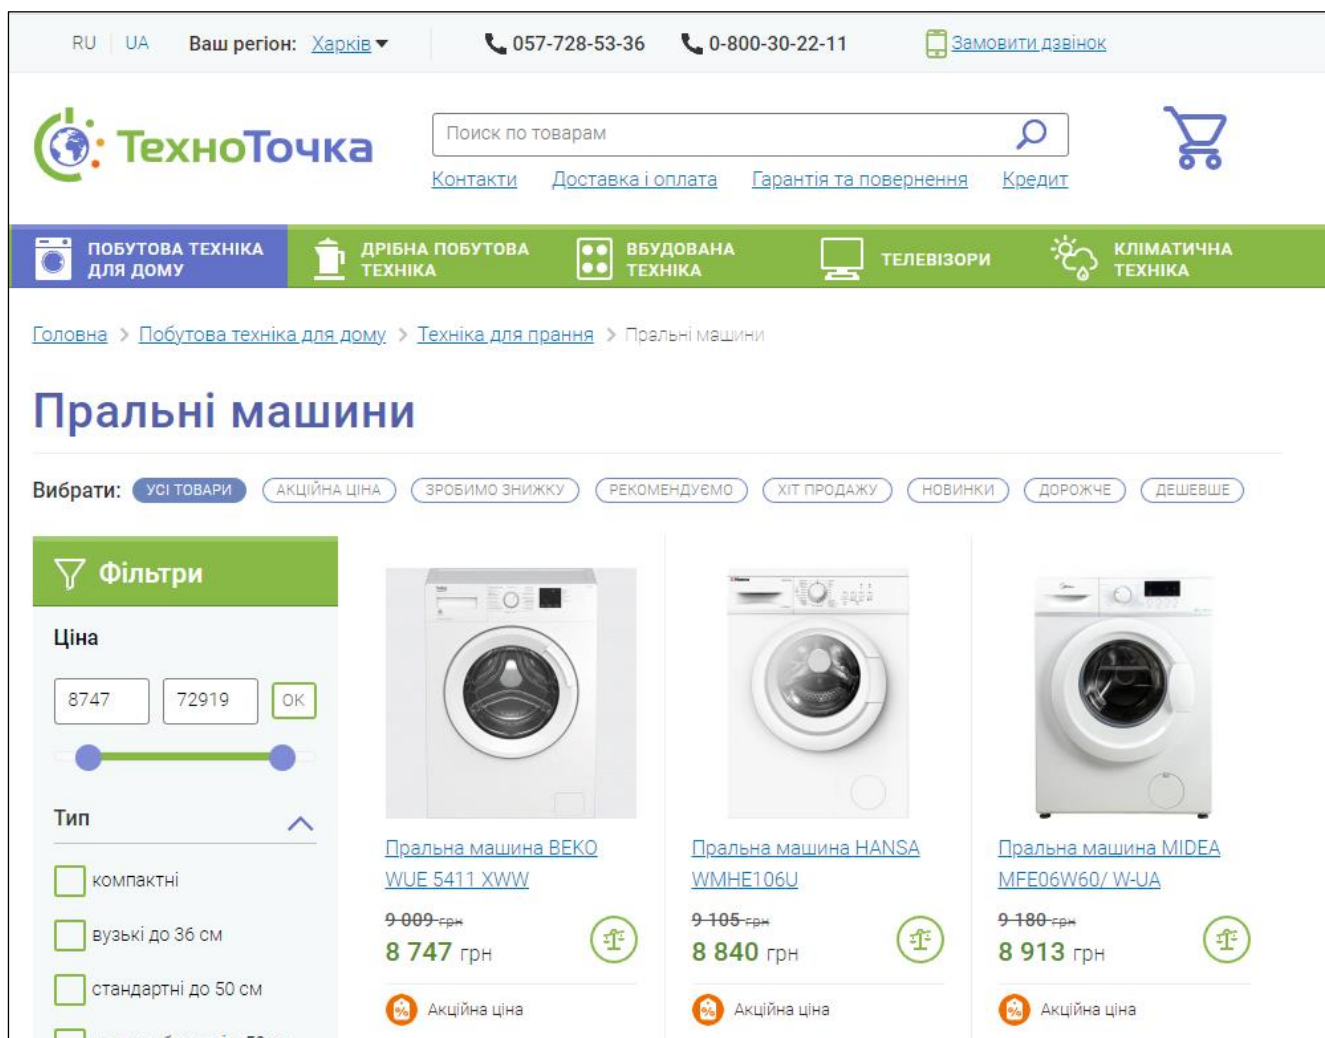 RU UA Ваш регіон: Харків 057-728-53-36 0-800-30-22-11 Замовити дзвінок
ТехноТочка
Поиск по товарам
Контакти Доставка і оплата Гарантія та повернення Кредит
ПОБУТОВА ТЕХНІКА ДЛЯ ДОМУ
ДРІБНА ПОБУТОВА ТЕХНІКА
ВБУДОВАНА ТЕХНІКА
ТЕЛЕВІЗОРИ
КЛІМАТИЧНА ТЕХНІКА
Головна > Побутова техніка для дому > Техніка для прання > Пральні машини
Пральні машини
Вибрати: УСІ ТОВАРИ АКЦІЙНА ЦІНА ЗРОБИМО ЗНИЖКУ РЕКОМЕНДУЄМО ХІТ ПРОДАЖУ НОВИНКИ ДОРОЖЧЕ ДЕШЕВШЕ
Фільтри
Ціна
8747 72919 OK
Тип
компактні
вузькі до 36 см
стандартні до 50 см
Пральна машина BEKO
WUE 5411 XWW
9 009 грн
8 747 грн
Акційна ціна
Пральна машина HANSA
WMHE106U
9 105 грн
8 840 грн
Акційна ціна
Пральна машина MIDEA
MFE06W60/ W-UA
9 180 грн
8 913 грн
Акційна ціна